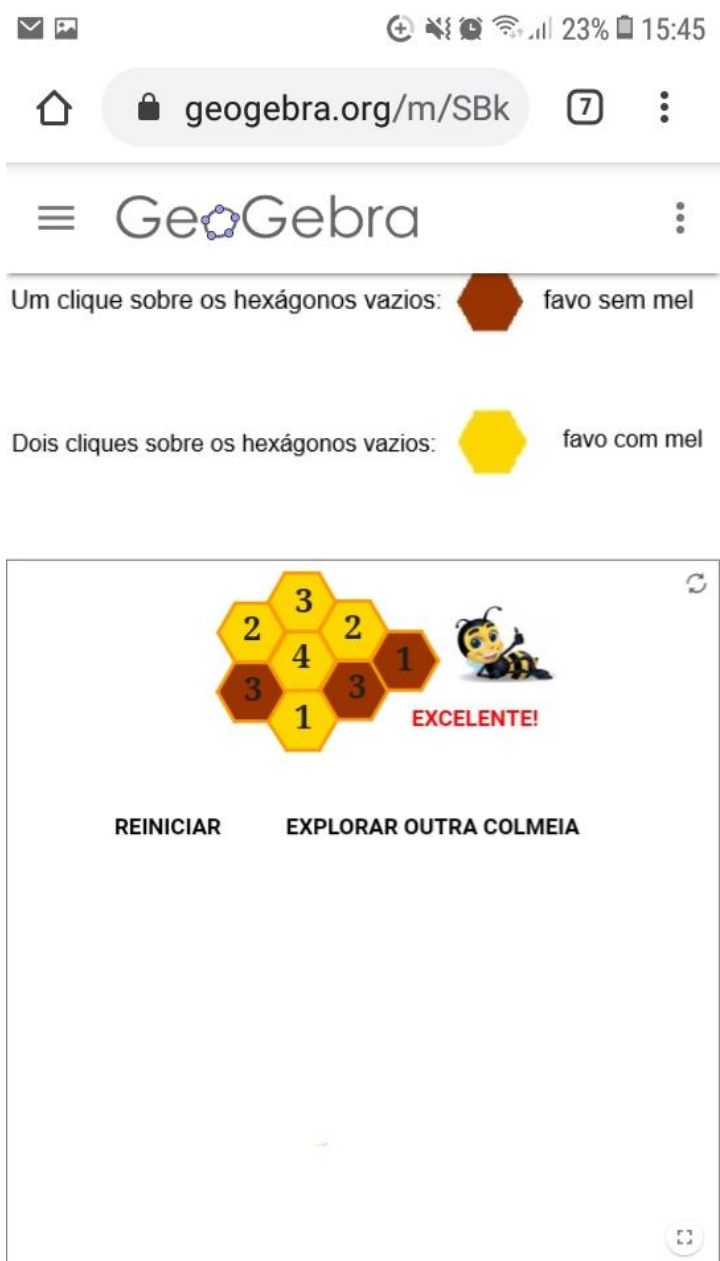 23% 15:45
geogebra.org/m/SBk 7
GeoGebra
Um clique sobre os hexágonos vazios: favo sem mel
Dois cliques sobre os hexágonos vazios: favo com mel
3
2 2
4 1
3 3
1
EXCELENTE!
REINICIAR EXPLORAR OUTRA COLMEIA